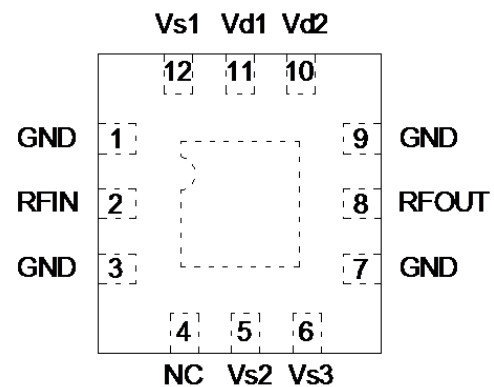 Vs1 Vd1 Vd2
12 11 10
GND 1 9 GND
RFIN 2 8 RFOUT
GND 3 7 GND
4 5 6
NC Vs2 Vs3